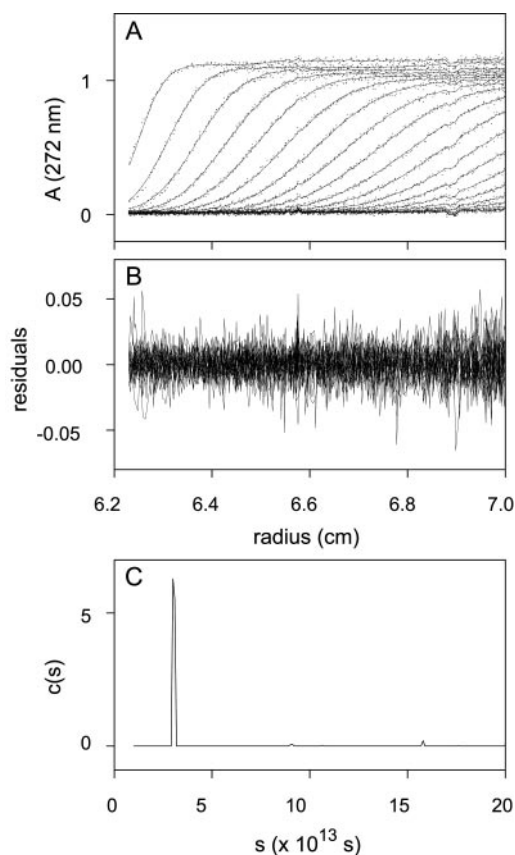 A
A (272 nm)
1
0
B
residuals
0.05
0.00
-0.05
6.2 6.4 6.6 6.8 7.0
radius (cm)
C
c(s)
5
0
0 5 10 15 20
s (x 10¹³ s)